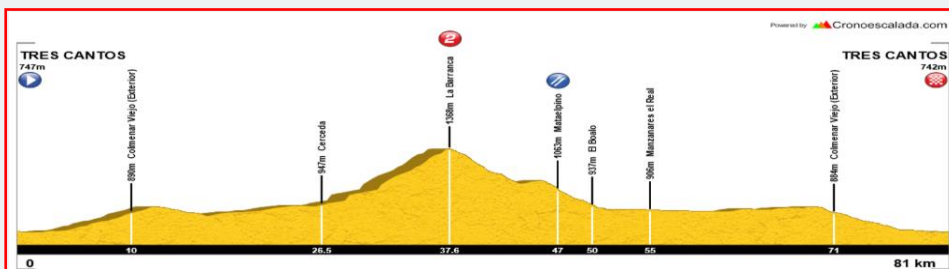 Powered by Cronoescalada.com
TRES CANTOS
747m
890m Colmenar Viejo (Exterior)
947m Cerceda
2
1368m La Barranca
1063m Mataelpino
937m El Boalo
906m Manzanares el Real
884m Colmenar Viejo (Exterior)
TRES CANTOS
742m
10
26.5
37.6
47
50
55
71
0
81 km